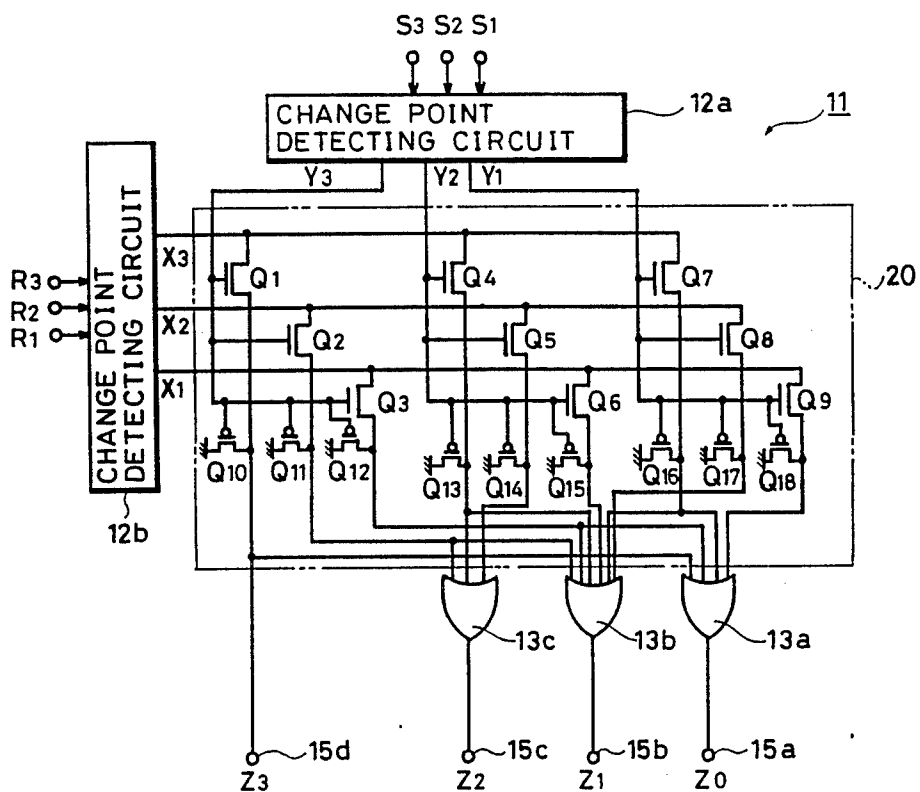 S3 S2 S1
CHANGE POINT
DETECTING CIRCUIT
12a
11
Y3 Y2 Y1
CHANGE POINT
DETECTING CIRCUIT
12b
R3
R2
R1
X3
X2
X1
20
Q1 Q4 Q7
Q2 Q5 Q8
Q3 Q6 Q9
Q10 Q11 Q12 Q13 Q14 Q15 Q16 Q17 Q18
13c 13b 13a
15d 15c 15b 15a
Z3 Z2 Z1 Z0